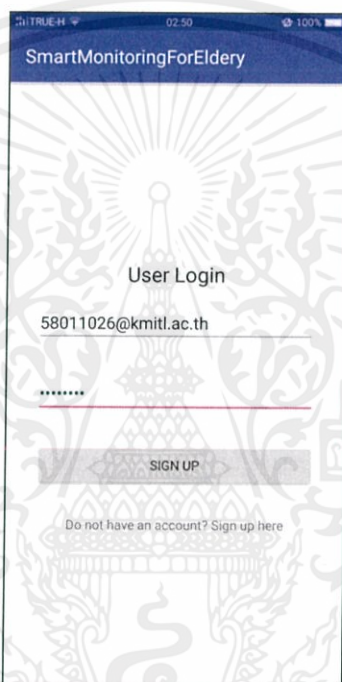 TRUE-H 02:50 100%
SmartMonitoringForEldery
User Login
58011026@kmitl.ac.th
••••••••
SIGN UP
Do not have an account? Sign up here